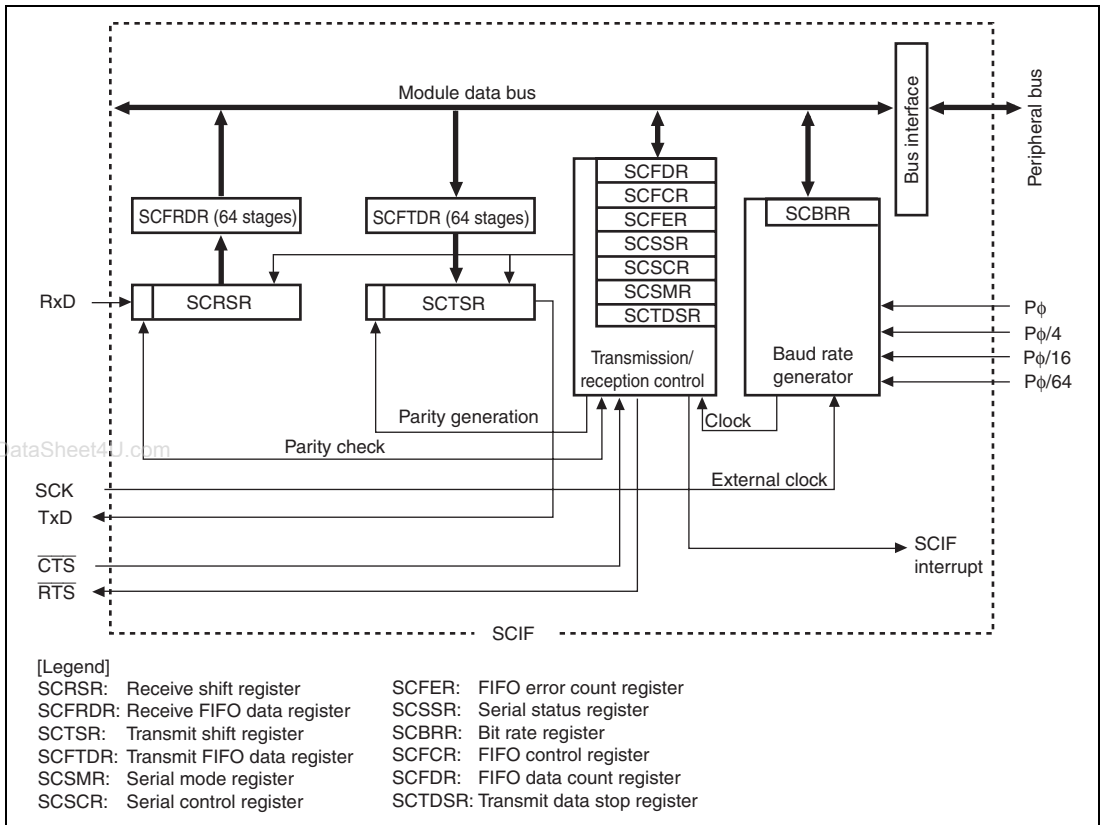 Module data bus
Bus interface
Peripheral bus
SCFRDR (64 stages)
SCFTDR (64 stages)
SCFDR
SCFCR
SCFER
SCSSR
SCSCR
SCSMR
SCTDSR
SCBRR
RxD
SCRSR
SCTSR
Transmission/
reception control
Baud rate
generator
Pϕ
Pϕ/4
Pϕ/16
Pϕ/64
Parity generation
Clock
Parity check
DataSheet4U.com
SCK
External clock
TxD
CTS
RTS
SCIF
interrupt
SCIF
[Legend]
SCRSR: Receive shift register
SCFRDR: Receive FIFO data register
SCTSR: Transmit shift register
SCFTDR: Transmit FIFO data register
SCSMR: Serial mode register
SCSCR: Serial control register
SCFER: FIFO error count register
SCSSR: Serial status register
SCBRR: Bit rate register
SCFCR: FIFO control register
SCFDR: FIFO data count register
SCTDSR: Transmit data stop register